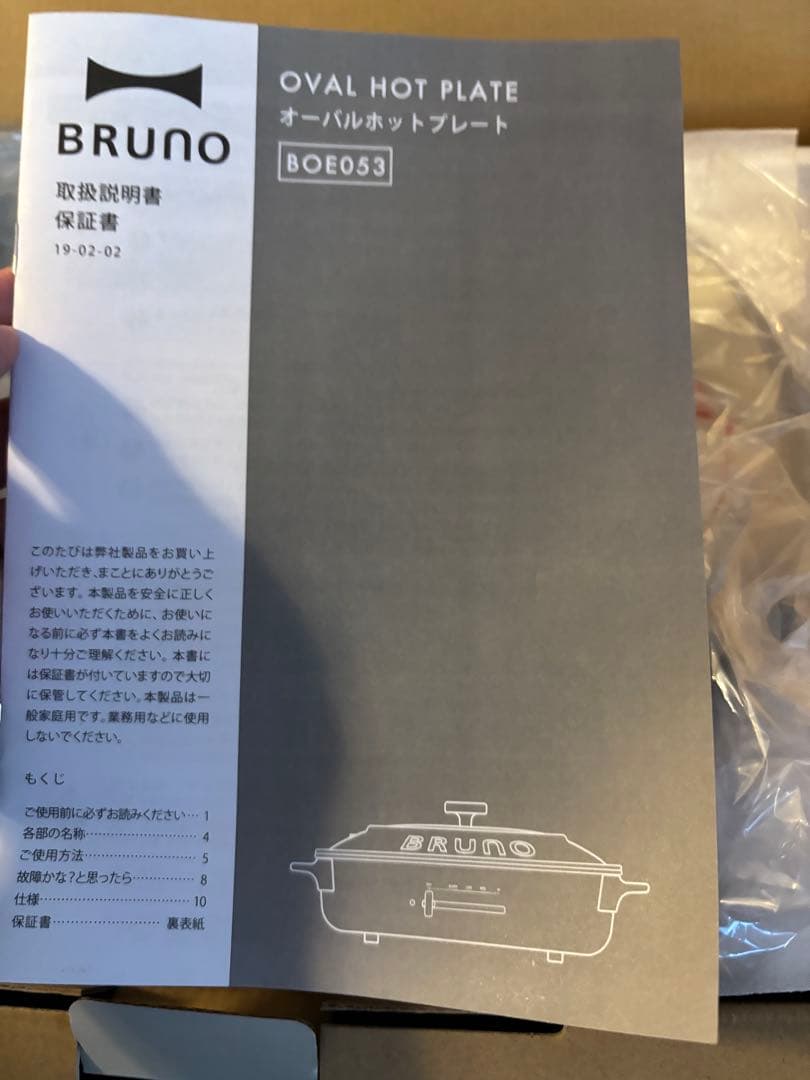 BRUNO
取扱説明書
保証書
19-02-02
OVAL HOT PLATE
オーバルホットプレート
BOE053
このたびは弊社製品をお買い上
げいただき、まことにありがとうご
ざいます。本製品を安全に正しく
お使いいただくために、お使いに
なる前に必ず本書をよくお読みに
なり十分ご理解ください。本書に
は保証書が付いていますので大切
に保管してください。本製品は一
般家庭用です。業務用などに使用
しないでください。
もくじ
ご使用前に必ずお読みください… 1
各部の名称……………………… 4
ご使用方法……………………… 5
故障かな?と思ったら…………… 8
仕様……………………………… 10
保証書…………………… 裏表紙
BRUNO